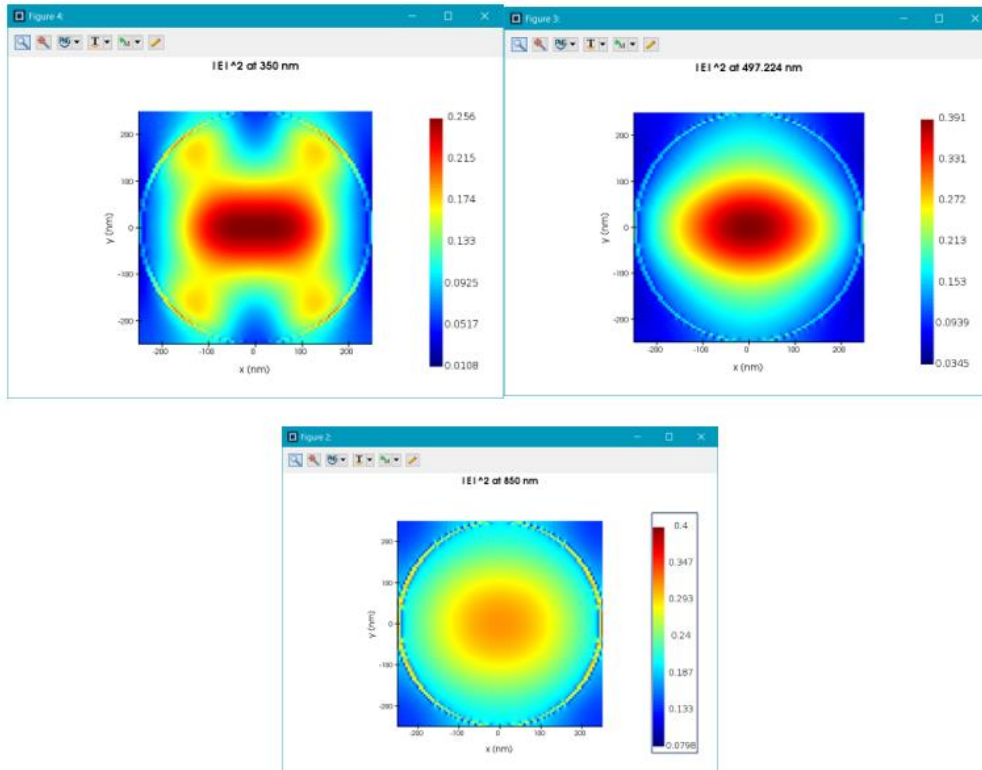 Figure 4:
|E|^2 at 350 nm
0.256
0.215
0.174
0.133
0.0925
0.0517
0.0108
200
100
0
-100
-200
y (nm)
-200 -100 0 100 200
x (nm)
Figure 3:
|E|^2 at 497.224 nm
0.391
0.331
0.272
0.213
0.153
0.0939
0.0345
200
100
0
-100
-200
y (nm)
-200 -100 0 100 200
x (nm)
Figure 2:
|E|^2 at 850 nm
0.4
0.347
0.293
0.24
0.187
0.133
0.0798
200
100
0
-100
-200
y (nm)
-200 -100 0 100 200
x (nm)